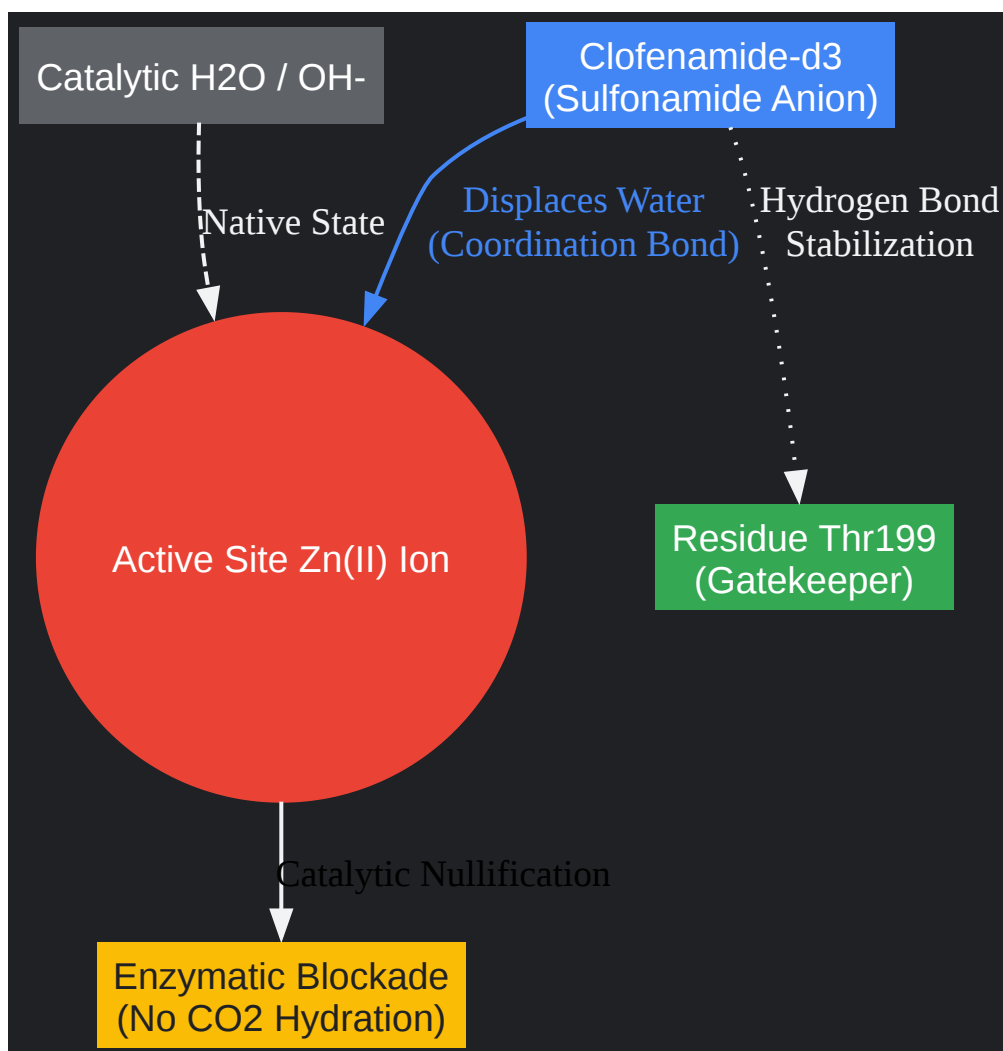 Catalytic H2O / OH-
Clofenamide-d3
(Sulfonamide Anion)
Native State
Displaces Water
(Coordination Bond)
Hydrogen Bond
Stabilization
Active Site Zn(II) Ion
Residue Thr199
(Gatekeeper)
Catalytic Nullification
Enzymatic Blockade
(No CO2 Hydration)